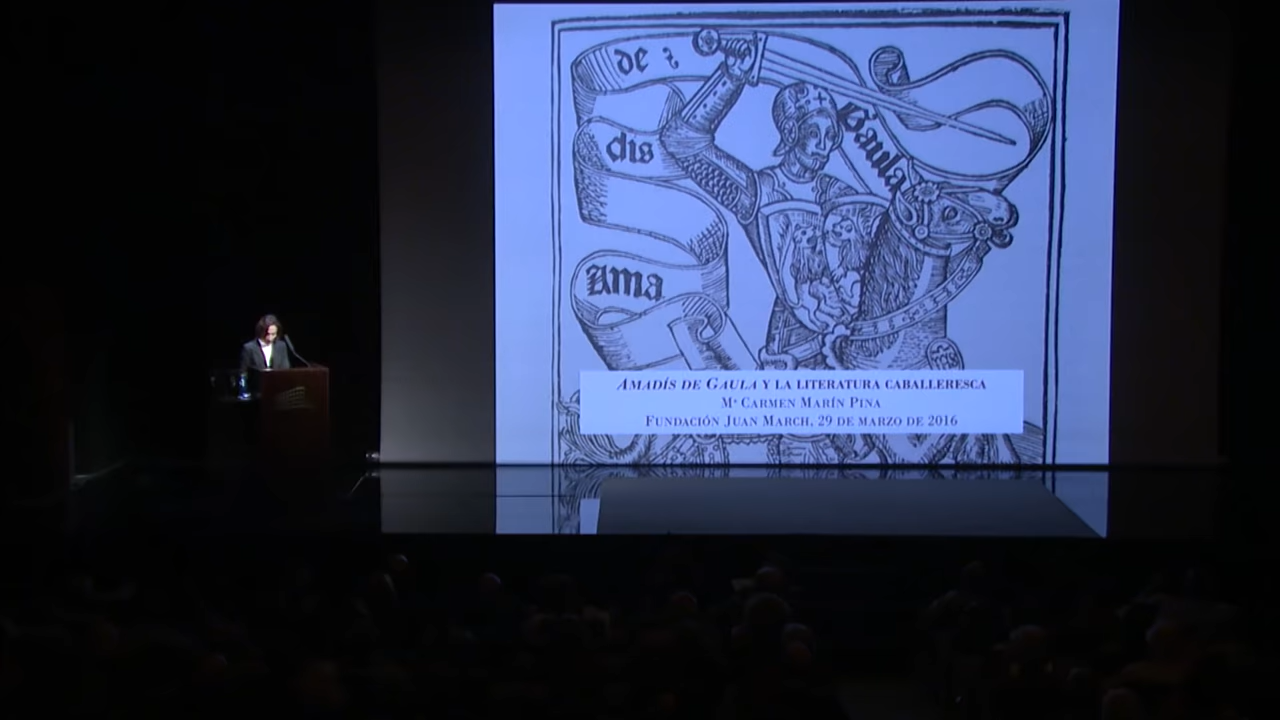 de
dis
Gaula
Ama
AMADÍS DE GAULA Y LA LITERATURA CABALLERESCA
Mª CARMEN MARÍN PINA
FUNDACIÓN JUAN MARCH, 29 DE MARZO DE 2016